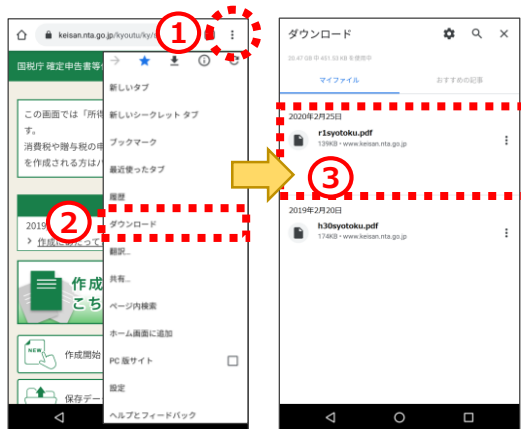 ①
keisan.nta.go.jp/kyoutu/ky/
国税庁 確定申告書等
この画面では「所得
す。
消費税や贈与税の申
を作成される方は
2019
作成にあたって
作成
こち
NEW
作成開始
保存デー
新しいタブ
新しいシークレット タブ
ブックマーク
最近使ったタブ
履歴
②
ダウンロード
翻訳...
共有...
ページ内検索
ホーム画面に追加
PC 版サイト
設定
ヘルプとフィードバック
ダウンロード
マイファイル
おすすめの記事
2020年2月25日
r1syotoku.pdf
139KB・www.keisan.nta.go.jp
③
2019年2月20日
h30syotoku.pdf
174KB・www.keisan.nta.go.jp